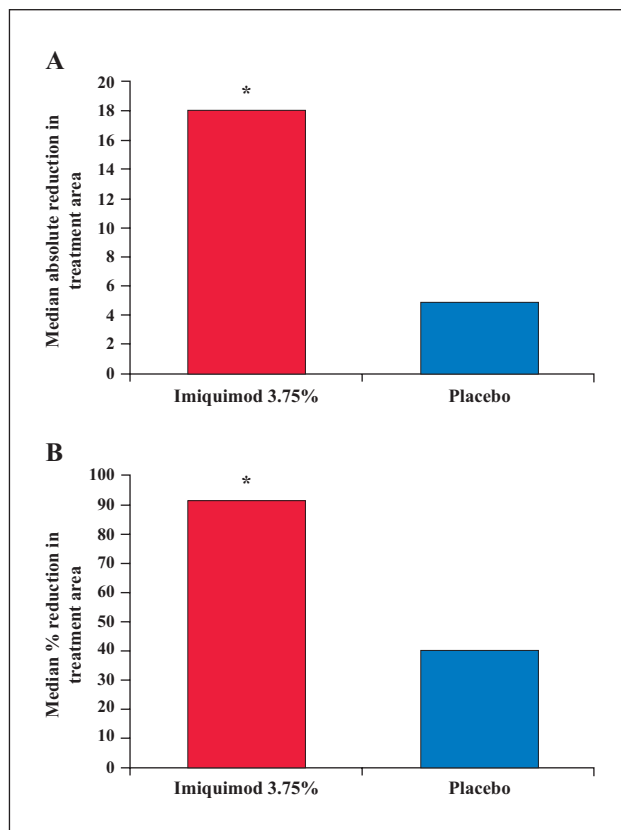 A
Median absolute reduction in
treatment area
20
18
16
14
12
10
8
6
4
2
0
*
Imiquimod 3.75%
Placebo
B
Median % reduction in
treatment area
100
90
80
70
60
50
40
30
20
10
0
*
Imiquimod 3.75%
Placebo